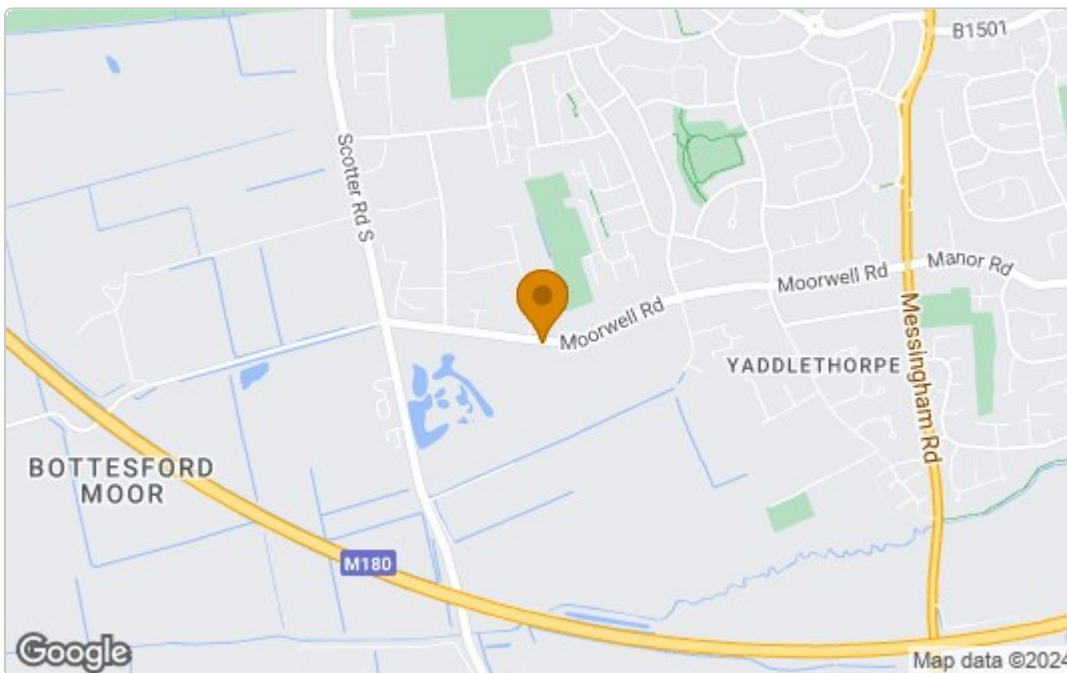 B1501
Scotter Rd S
Moorwell Rd
Manor Rd
Moorwell Rd
Messingham Rd
YADDLETHORPE
BOTTESFORD
MOOR
M180
Google
Map data ©2024